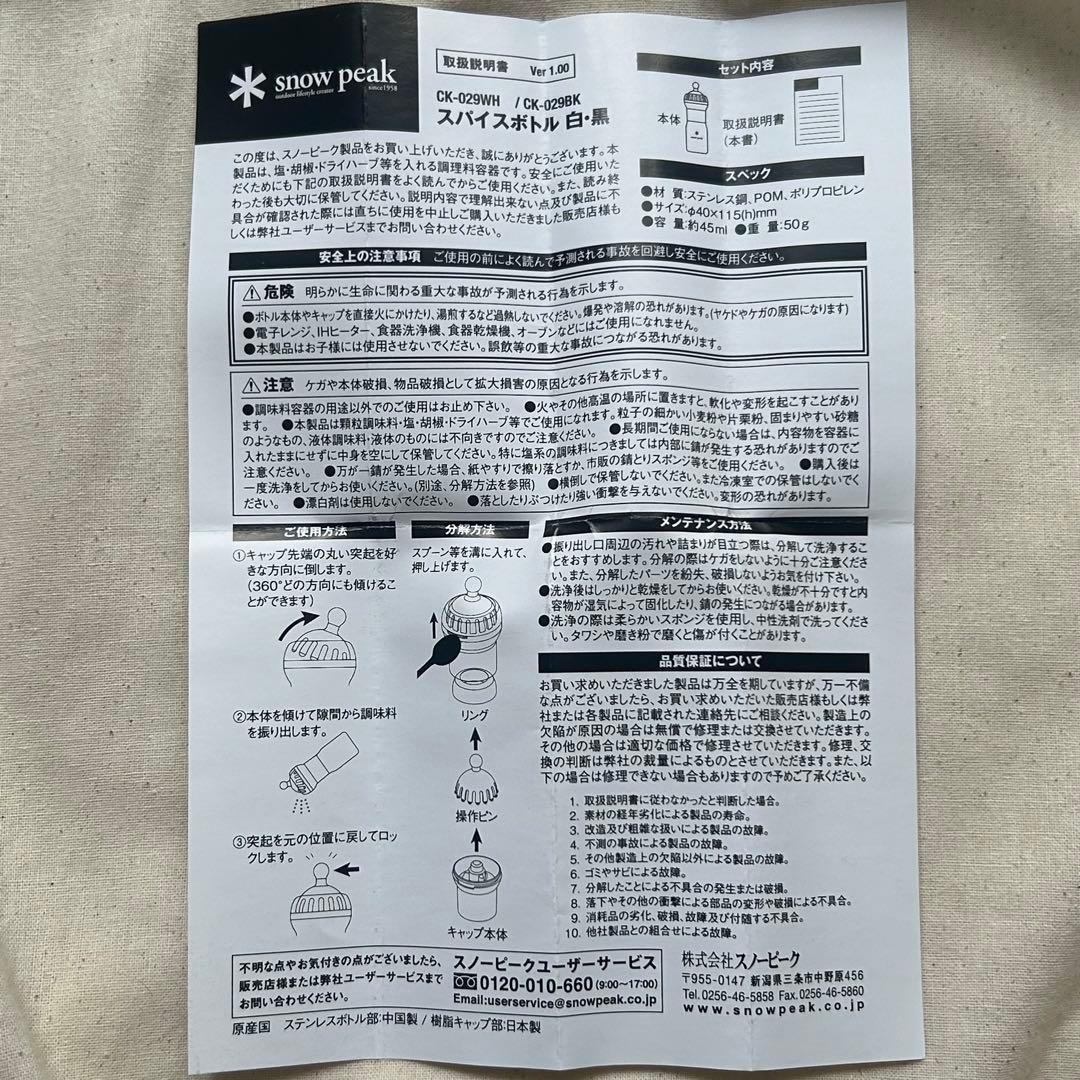 snow peak
outdoor lifestyle creater
since1958
取扱説明書 Ver 1.00
CK-029WH / CK-029BK
スパイスボトル 白・黒
セット内容
本体
取扱説明書
(本書)
この度は、スノーピーク製品をお買い上げいただき、誠にありがとうございます。本
製品は、塩・胡椒・ドライハーブ等を入れる調理料容器です。安全にご使用いた
だくためにも下記の取扱説明書をよく読んでからご使用ください。また、読み終
わった後も大切に保管してください。説明内容で理解出来ない点及び製品に不
具合が確認された際には直ちに使用を中止しご購入いただきました販売店様も
しくは弊社ユーザーサービスまでお問い合わせください。
スペック
●材 質:ステンレス鋼、POM、ポリプロピレン
●サイズ:φ40×115(h)mm
●容 量:約45ml ●重 量:50g
安全上の注意事項 ご使用の前によく読んで予測される事故を回避し安全にご使用ください。
⚠危険 明らかに生命に関わる重大な事故が予測される行為を示します。
●ボトル本体やキャップを直接火にかけたり、湯煎するなど過熱しないでください。爆発や溶解の恐れがあります。(ヤケドやケガの原因になります)
●電子レンジ、IHヒーター、食器洗浄機、食器乾燥機、オーブンなどにはご使用になれません。
●本製品はお子様には使用させないでください。誤飲等の重大な事故につながる恐れがあります。
⚠注意 ケガや本体破損、物品破損として拡大損害の原因となる行為を示します。
●調味料容器の用途以外でのご使用はお止め下さい。 ●火やその他高温の場所に置きますと、軟化や変形を起こすことがあり
ます。 ●本製品は顆粒調味料・塩・胡椒・ドライハーブ等でご使用になれます。粒子の細かい小麦粉や片栗粉、固まりやすい砂糖
のようなもの、液体調味料・液体のものには不向きですのでご注意ください。 ●長期間ご使用にならない場合は、内容物を容器に
入れたままにせずに中身を空にして保管してください。特に塩系の調味料につきましては内部に錆が発生する恐れがありますのでご
注意ください。 ●万が一錆が発生した場合、紙やすりで擦り落とすか、市販の錆とりスポンジ等をご使用ください。 ●購入後は
一度洗浄をしてからお使いください。(別途、分解方法を参照) ●横倒しで保管しないでください。また冷凍室での保管はしないでく
ださい。 ●漂白剤は使用しないでください。 ●落としたりぶつけたり強い衝撃を与えないでください。変形の恐れがあります。
ご使用方法
①キャップ先端の丸い突起を好
きな方向に倒します。
(360°どの方向にも傾けるこ
とができます)
②本体を傾けて隙間から調味料
を振り出します。
③突起を元の位置に戻してロッ
クします。
分解方法
スプーン等を溝に入れて、
押し上げます。
リング
操作ピン
キャップ本体
メンテナンス方法
●振り出し口周辺の汚れや詰まりが目立つ際は、分解して洗浄するこ
とをおすすめします。分解の際はケガをしないように十分ご注意くださ
い。また、分解したパーツを紛失、破損しないようお気を付け下さい。
●洗浄後はしっかりと乾燥をしてからお使いください。乾燥が不十分ですと内
容物が湿気によって固化したり、錆の発生につながる場合があります。
●洗浄の際は柔らかいスポンジを使用し、中性洗剤で洗ってくださ
い。タワシや磨き粉で磨くと傷が付くことがあります。
品質保証について
お買い求めいただきました製品は万全を期していますが、万一不備
な点がございましたら、お買い求めいただいた販売店様もしくは弊
社または各製品に記載された連絡先にご相談ください。製造上の
欠陥が原因の場合は無償で修理または交換させていただきます。
その他の場合は適切な価格で修理させていただきます。修理、交
換の判断は弊社の裁量によるものとさせていただきます。また、以
下の場合は修理できない場合もありますので予めご了承ください。
1. 取扱説明書に従わなかったと判断した場合。
2. 素材の経年劣化による製品の寿命。
3. 改造及び粗雑な扱いによる製品の故障。
4. 不測の事故による製品の故障。
5. その他製造上の欠陥以外による製品の故障。
6. ゴミやサビによる故障。
7. 分解したことによる不具合の発生または破損。
8. 落下やその他の衝撃による部品の変形や破損による不具合。
9. 消耗品の劣化、破損、故障及び付随する不具合。
10. 他社製品との組合せによる故障。
不明な点やお気付きの点がございましたら、
販売店様または弊社ユーザーサービスまで
お問い合わせください。
スノーピークユーザーサービス
0120-010-660 (9:00〜17:00)
Email:userservice@snowpeak.co.jp
株式会社スノーピーク
〒955-0147 新潟県三条市中野原456
Tel.0256-46-5858 Fax.0256-46-5860
www.snowpeak.co.jp
原産国 ステンレスボトル部:中国製 / 樹脂キャップ部:日本製